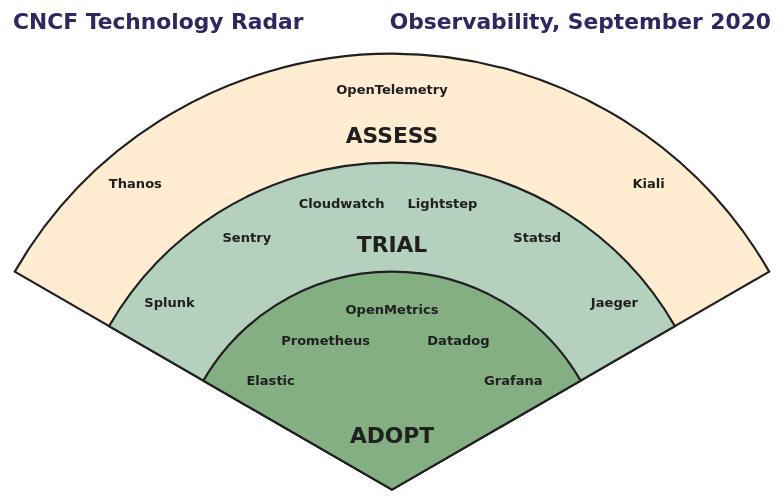 CNCF Technology Radar
Observability, September 2020
OpenTelemetry
ASSESS
Thanos
Kiali
Cloudwatch
Lightstep
Sentry
Statsd
TRIAL
Splunk
Jaeger
OpenMetrics
Prometheus
Datadog
Elastic
Grafana
ADOPT